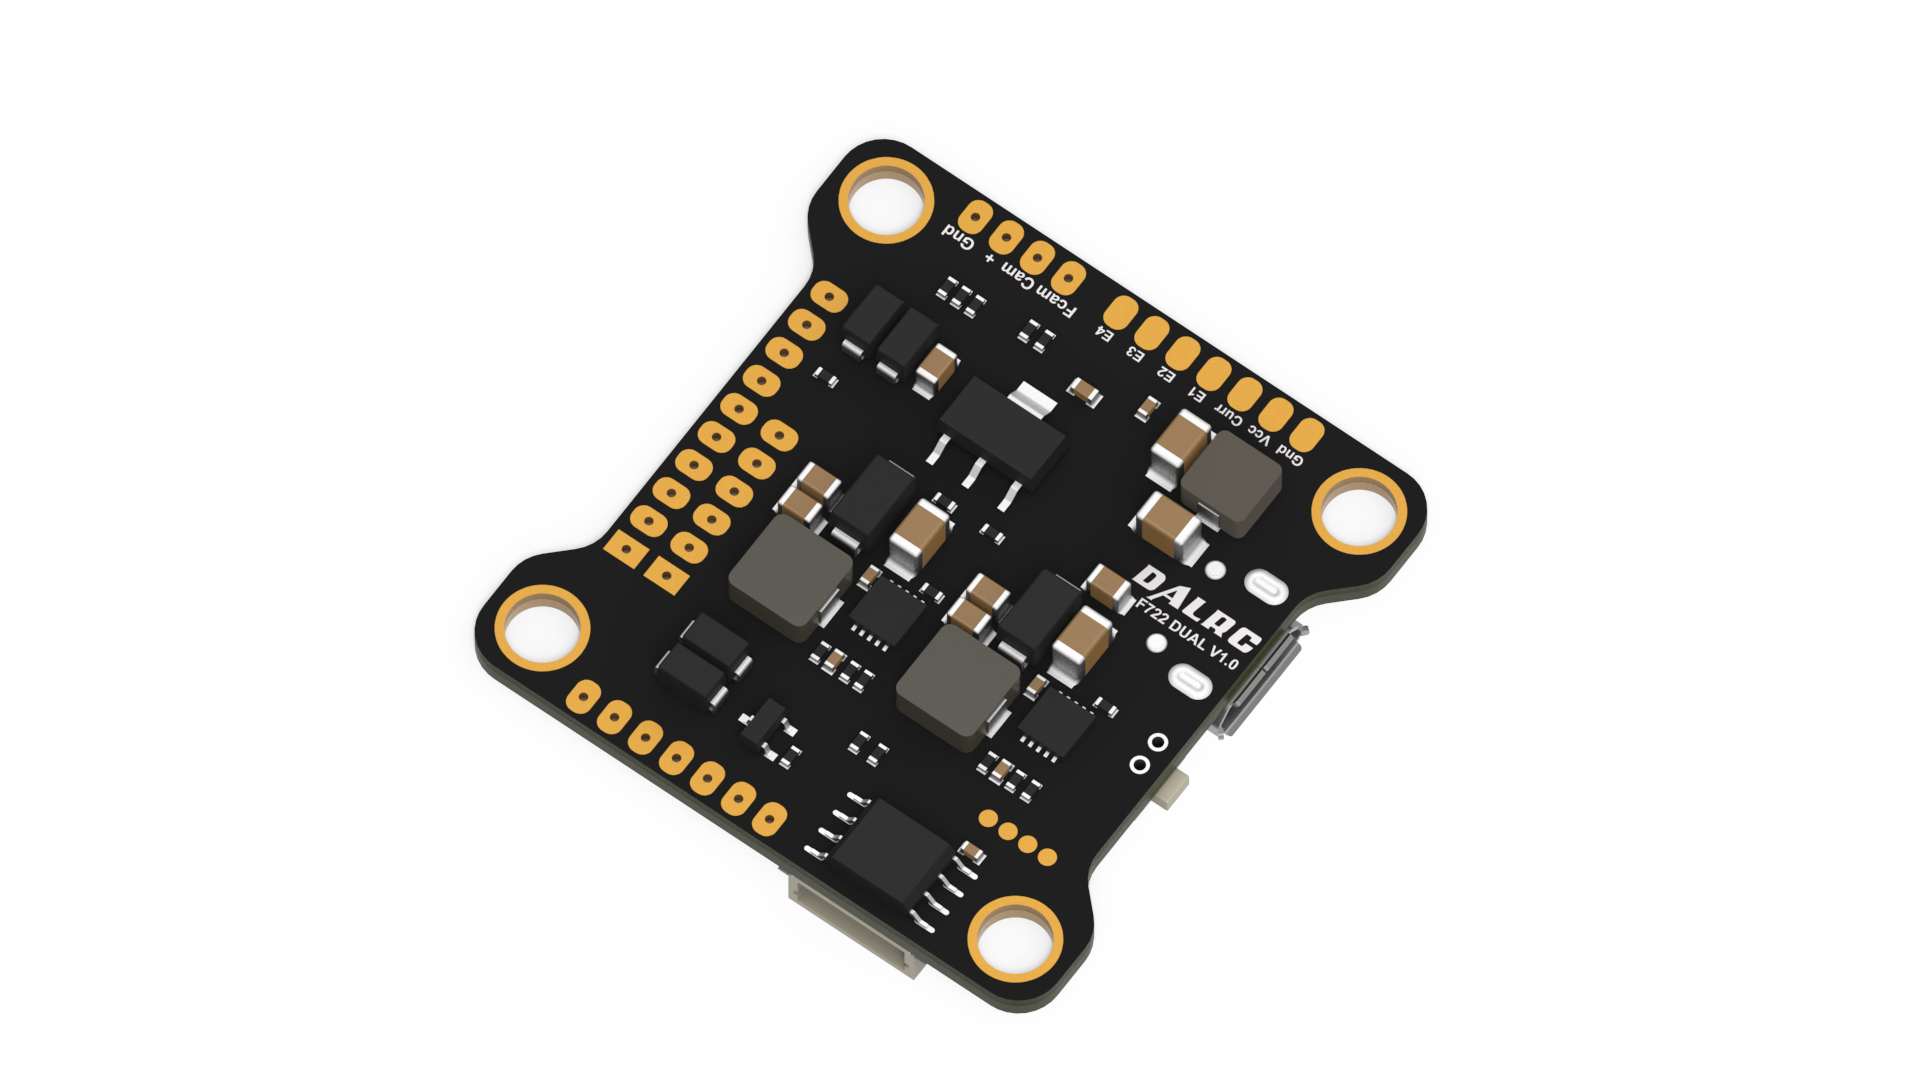 Gnd
+
Cam
Fcam
E4
E3
E2
E1
Curr
Vcc
Gnd
DALRC
F722 DUAL V1.0